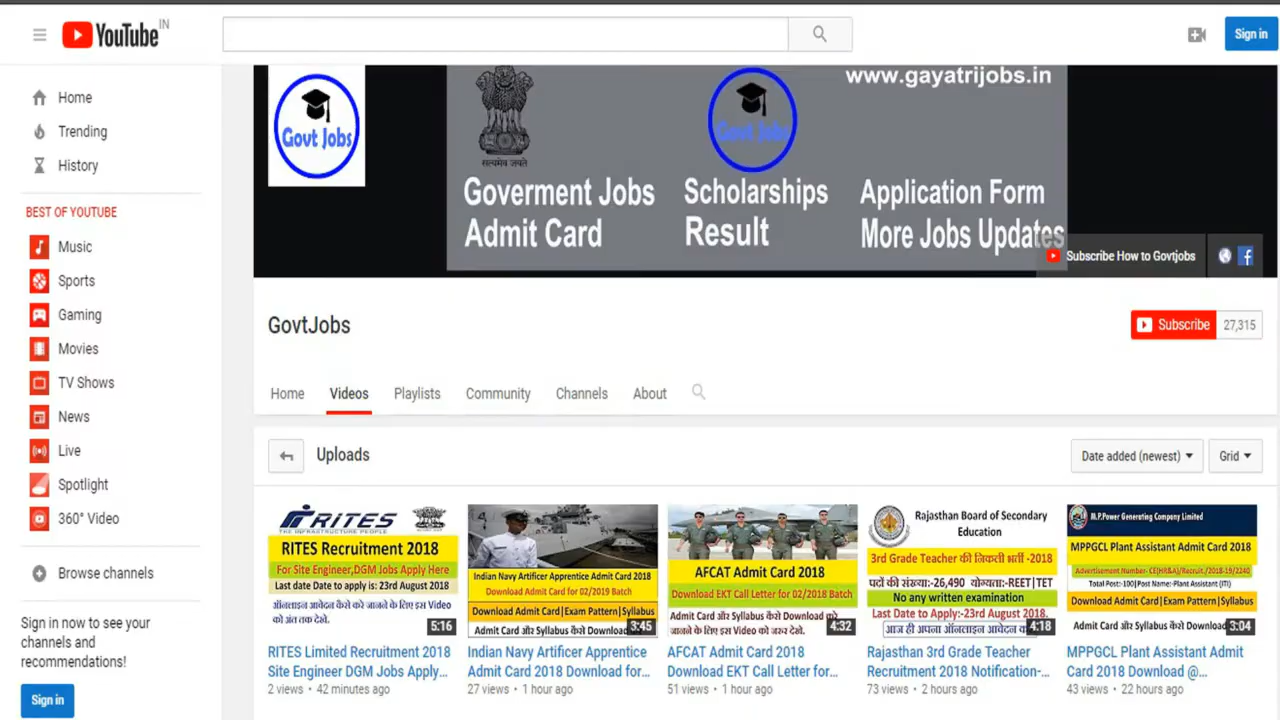 YouTube IN
Sign in
Home
Trending
History
BEST OF YOUTUBE
Music
Sports
Gaming
Movies
TV Shows
News
Live
Spotlight
360° Video
Browse channels
Sign in now to see your
channels and
recommendations!
Sign in
Govt Jobs
सत्यमेव जयते
Govt Jobs
www.gayatrijobs.in
Goverment Jobs
Scholarships
Application Form
Admit Card
Result
More Jobs Updates
Subscribe How to Govtjobs
GovtJobs
Subscribe 27,315
Home
Videos
Playlists
Community
Channels
About
Uploads
Date added (newest)
Grid
RITES
THE INFRASTRUCTURE PEOPLE
RITES Recruitment 2018
For Site Engineer,DGM Jobs Apply Here
Last date Date to apply is: 23rd August 2018
ऑनलाइन आवेदन कैसे करे जानने के लिए इस Video
को अंत तक देखे.
5:16
RITES Limited Recruitment 2018
Site Engineer DGM Jobs Apply...
2 views • 42 minutes ago
Indian Navy Artificer Apprentice Admit Card 2018
Download Admit Card for 02/2019 Batch
Download Admit Card|Exam Pattern|Syllabus
Admit Card और Syllabus कैसे Download
3:45
Indian Navy Artificer Apprentice
Admit Card 2018 Download for...
27 views • 1 hour ago
AFCAT Admit Card 2018
Download EKT Call Letter for 02/2018 Batch
Admit Card और Syllabus कैसे Download करे
जानने के लिए इस Video को जरुर देखे.
4:32
AFCAT Admit Card 2018
Download EKT Call Letter for...
51 views • 1 hour ago
Rajasthan Board of Secondary
Education
3rd Grade Teacher की निकली भर्ती -2018
पदों की संख्या:-26,490 योग्यता:-REET|TET
No any written examination
Last Date to Apply:-23rd August 2018.
आज ही अपना ऑनलाइन आवेदन
4:18
Rajasthan 3rd Grade Teacher
Recruitment 2018 Notification-...
73 views • 2 hours ago
M.P.Power Generating Company Limited
MPPGCL Plant Assistant Admit Card 2018
Advertisement Number- CE(HR&A)/Recruit/2018-19/2240
Total Post:-100|Post Name:-Plant Assistant (ITI)
Download Admit Card|Exam Pattern|Syllabus
Admit Card और Syllabus कैसे Download
3:04
MPPGCL Plant Assistant Admit
Card 2018 Download @...
43 views • 22 hours ago